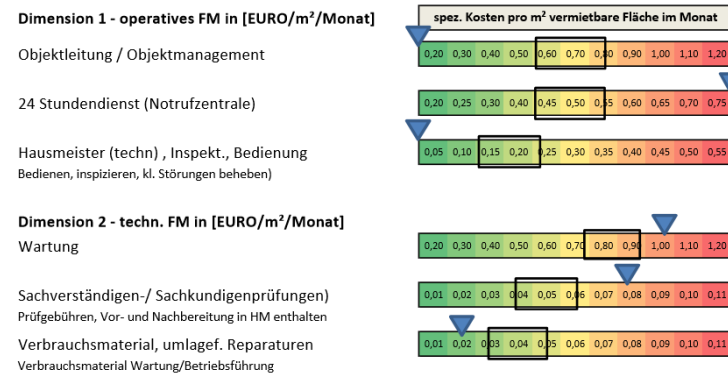 Dimension 1 - operatives FM in [EURO/m²/Monat]
spez. Kosten pro m² vermietbare Fläche im Monat
Objektleitung / Objektmanagement
0,20 0,30 0,40 0,50 0,60 0,70 0,80 0,90 1,00 1,10 1,20
24 Stundendienst (Notrufzentrale)
0,20 0,25 0,30 0,40 0,45 0,50 0,55 0,60 0,65 0,70 0,75
Hausmeister (techn) , Inspekt., Bedienung
0,05 0,10 0,15 0,20 0,25 0,30 0,35 0,40 0,45 0,50 0,55
Bedienen, inspizieren, kl. Störungen beheben)
Dimension 2 - techn. FM in [EURO/m²/Monat]
Wartung
0,20 0,30 0,40 0,50 0,60 0,70 0,80 0,90 1,00 1,10 1,20
Sachverständigen-/ Sachkundigenprüfungen)
0,01 0,02 0,03 0,04 0,05 0,06 0,07 0,08 0,09 0,10 0,11
Prüfgebühren, Vor- und Nachbereitung in HM enthalten
Verbrauchsmaterial, umlagef. Reparaturen
0,01 0,02 0,03 0,04 0,05 0,06 0,07 0,08 0,09 0,10 0,11
Verbrauchsmaterial Wartung/Betriebsführung